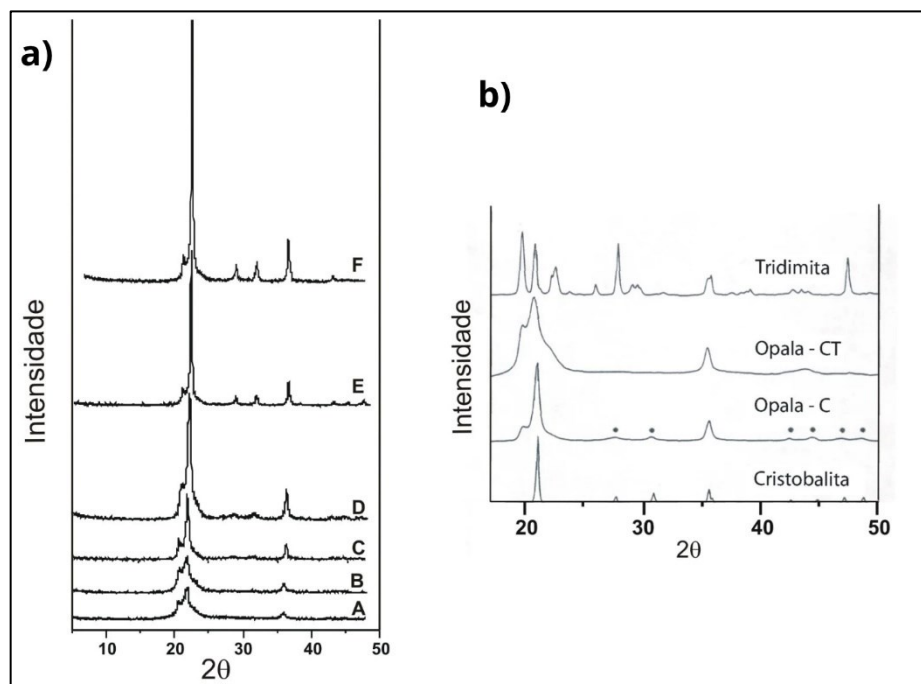 a)
Intensidade
F
E
D
C
B
A
10 20 30 40 50
2θ
b)
Intensidade
Tridimita
Opala - CT
Opala - C
* * * * * *
Cristobalita
20 30 40 50
2θ